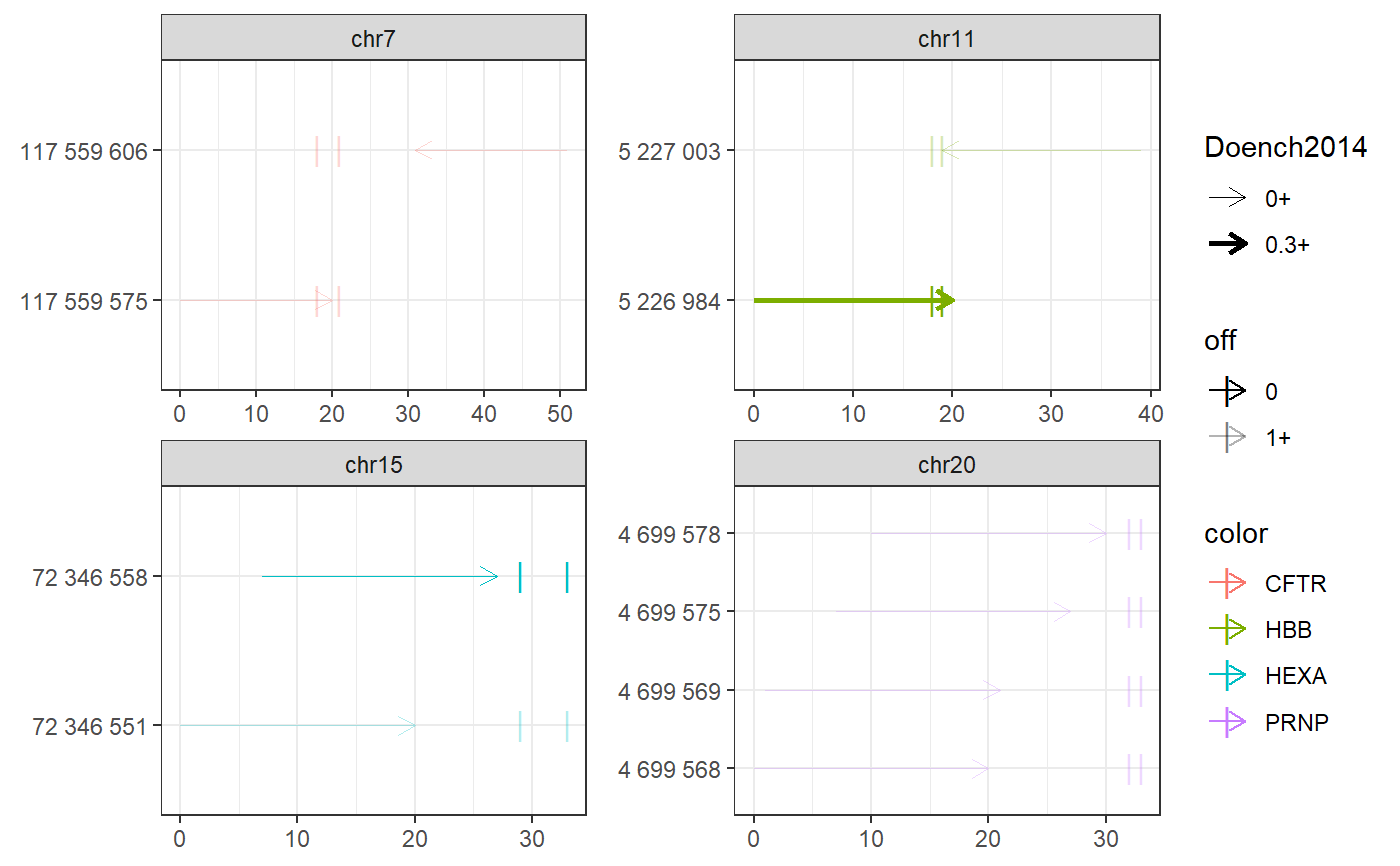 chr7
117 559 606
117 559 575
0 10 20 30 40 50
chr11
5 227 003
5 226 984
0 10 20 30 40
chr15
72 346 558
72 346 551
0 10 20 30
chr20
4 699 578
4 699 575
4 699 569
4 699 568
0 10 20 30
Doench2014
0+
0.3+
off
0
1+
color
CFTR
HBB
HEXA
PRNP